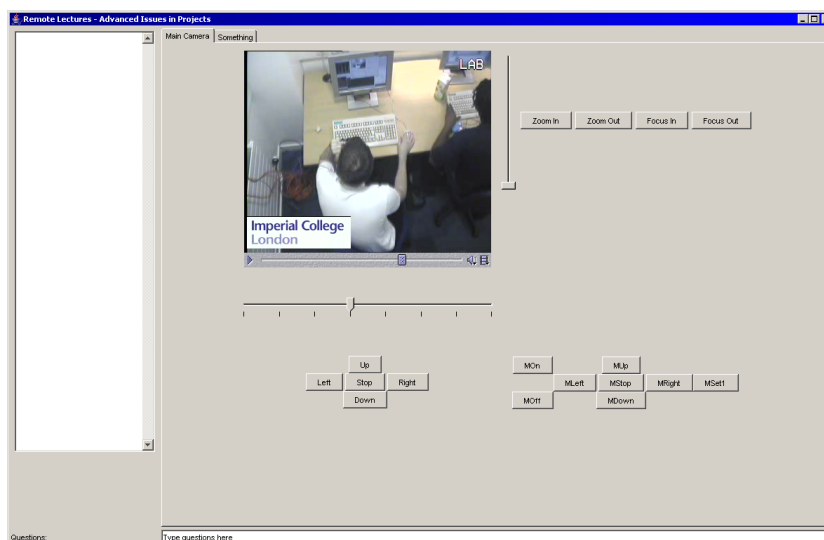 Remote Lectures - Advanced Issues in Projects
Main Camera Something
LAB
Zoom In Zoom Out Focus In Focus Out
Imperial College
London
Up
Left Stop Right
Down
MOn MUp
MLeft MStop MRight MSet1
MOff MDown
Questions: Type questions here